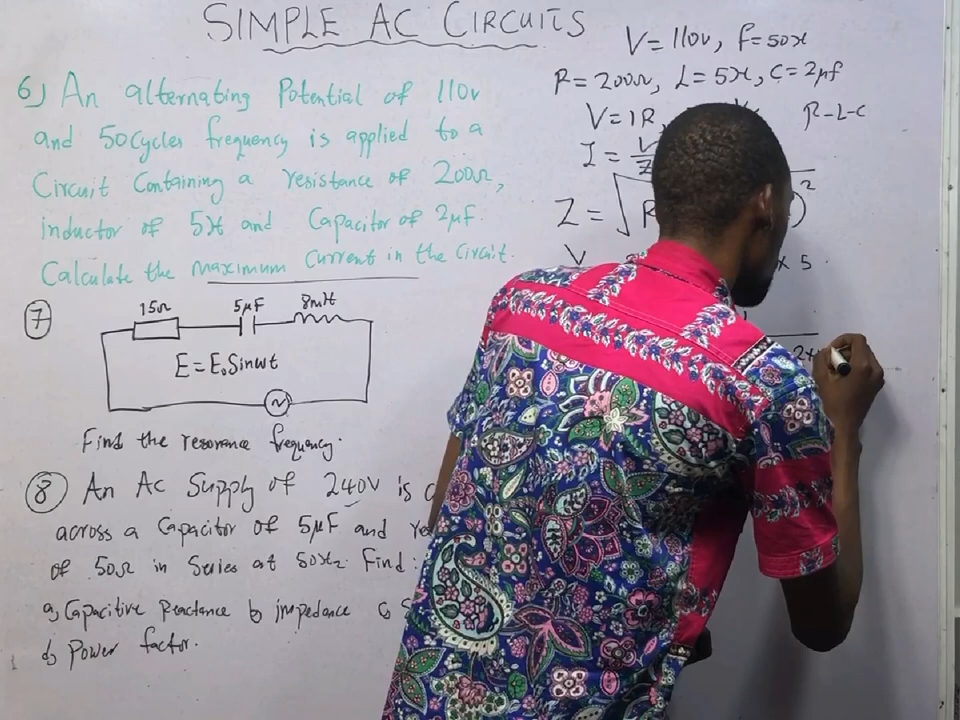 SIMPLE AC CIRCUITS
6) An alternating Potential of 110v
and 50cycles frequency is applied to a
Circuit Containing a resistance of 200Ω,
inductor of 5H and Capacitor of 2μF.
Calculate the maximum Current in the Circuit.
7
15Ω 5μF 8mH
E = E₀Sinωt
Find the resonance frequency.
8 An Ac Supply of 240V is
across a Capacitor of 5μF and
of 50Ω in Series at 50Hz. Find:
a) Capacitive Reactance b) impedance c)
d) Power factor.
V = 110v, f = 50H
R = 200Ω, L = 5H, C = 2μf
V = IR, R-L-C
I = V
Z = √R )²
x 5